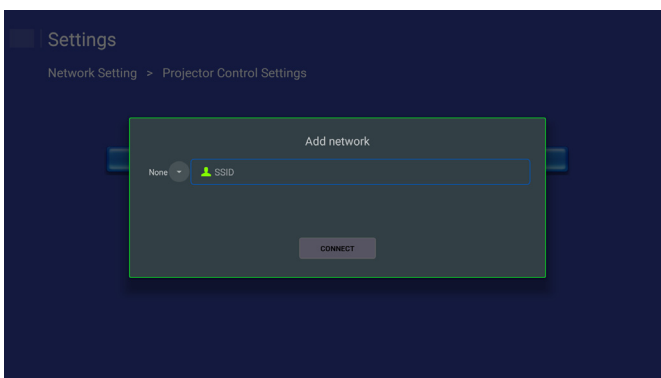 Settings
Network Setting > Projector Control Settings
Add network
None
SSID
CONNECT